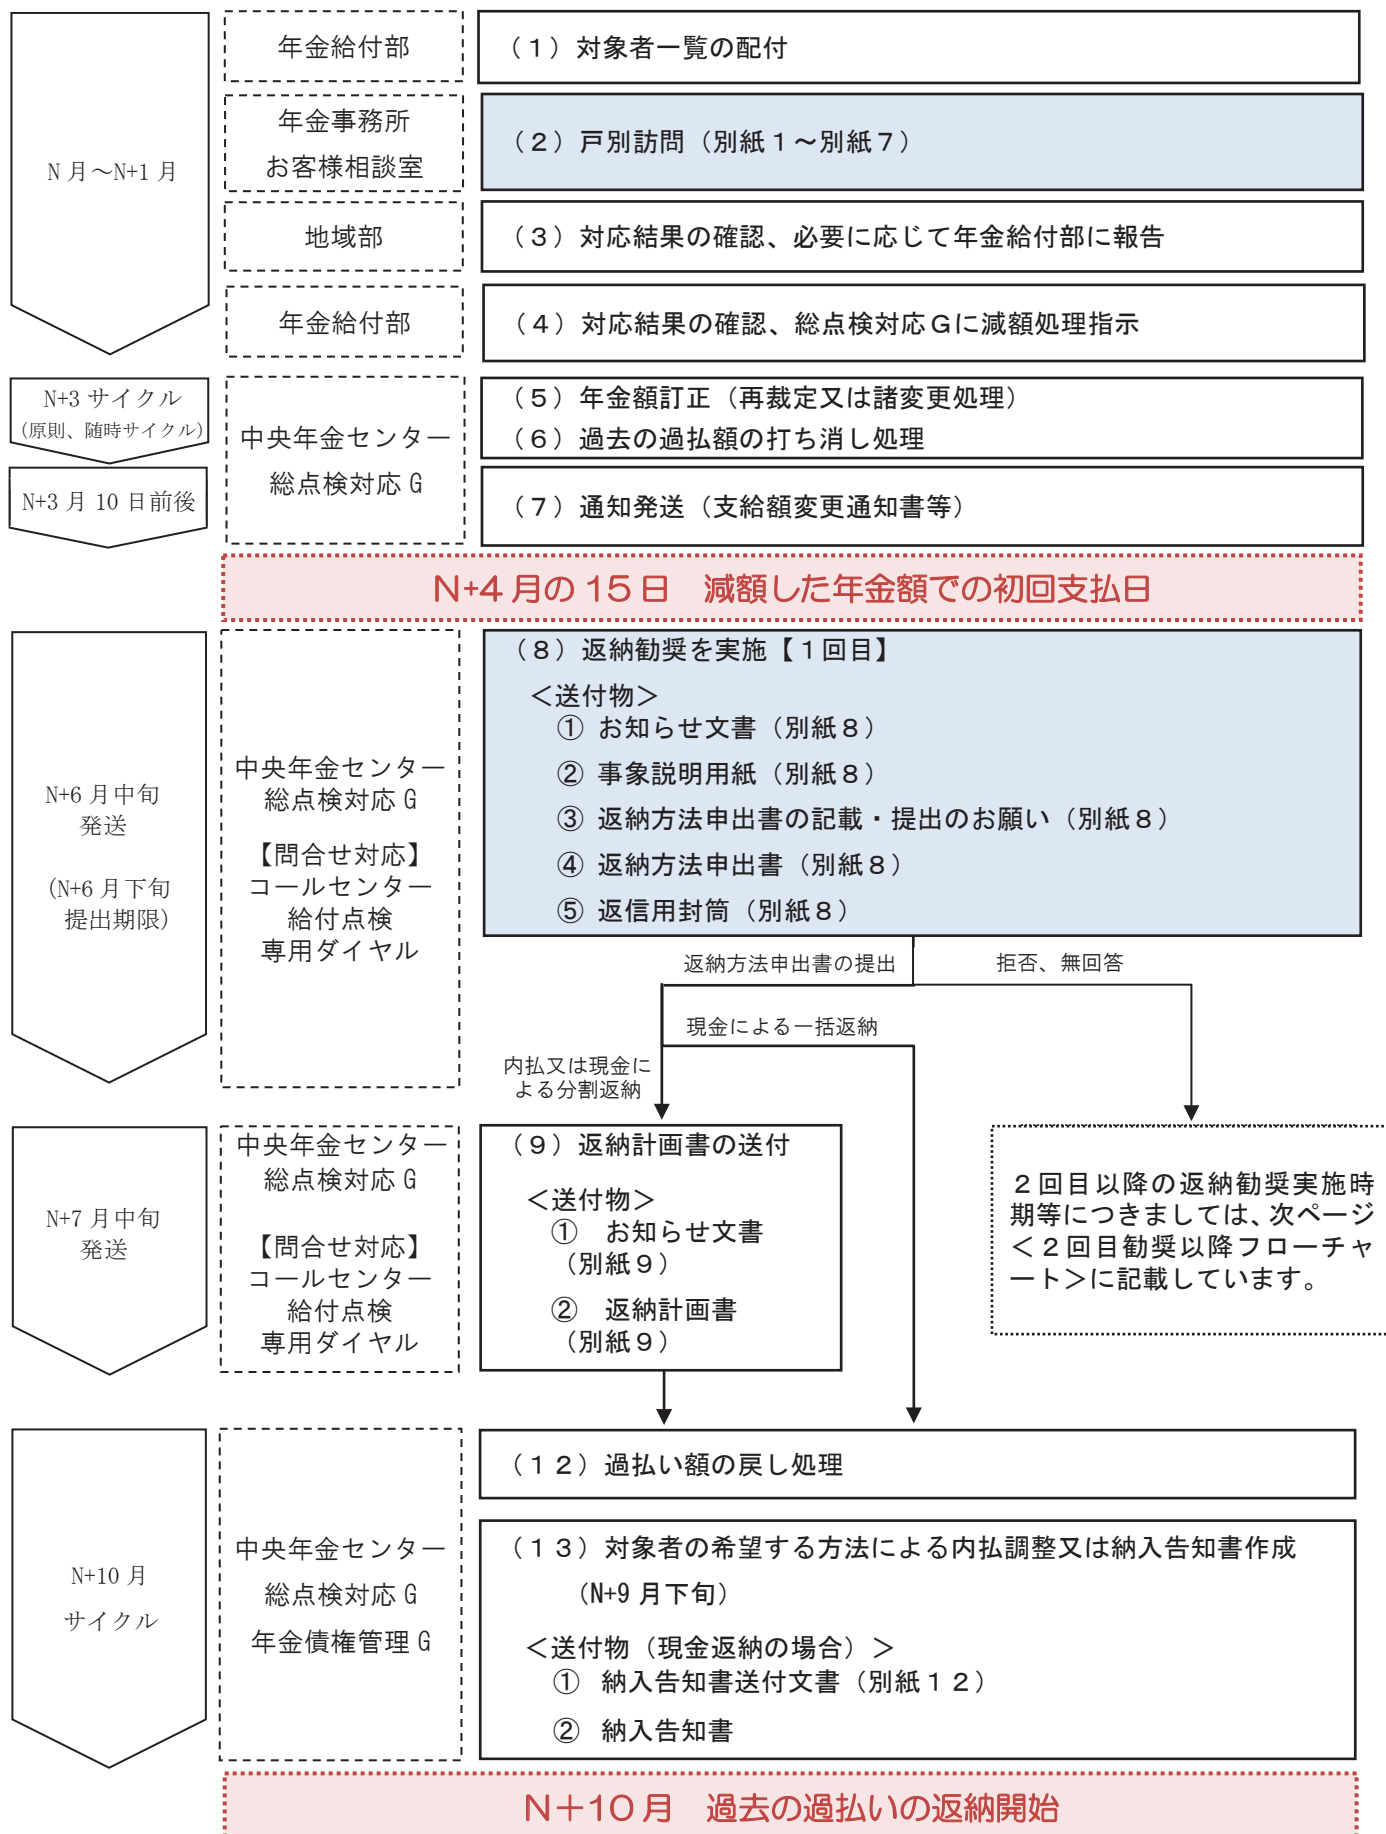 N月～N+1月
年金給付部
（１）対象者一覧の配付
年金事務所
お客様相談室
（２）戸別訪問（別紙１～別紙７）
地域部
（３）対応結果の確認、必要に応じて年金給付部に報告
年金給付部
（４）対応結果の確認、総点検対応Ｇに減額処理指示
N+3 サイクル
(原則、随時サイクル)
N+3 月 10 日前後
中央年金センター
総点検対応 G
（５）年金額訂正（再裁定又は諸変更処理）
（６）過去の過払額の打ち消し処理
（７）通知発送（支給額変更通知書等）
N+4 月の 15 日　減額した年金額での初回支払日
N+6 月中旬
発送
(N+6 月下旬
提出期限)
中央年金センター
総点検対応 G
【問合せ対応】
コールセンター
給付点検
専用ダイヤル
（８）返納勧奨を実施【１回目】
＜送付物＞
① お知らせ文書（別紙８）
② 事象説明用紙（別紙８）
③ 返納方法申出書の記載・提出のお願い（別紙８）
④ 返納方法申出書（別紙８）
⑤ 返信用封筒（別紙８）
返納方法申出書の提出
拒否、無回答
現金による一括返納
内払又は現金に
よる分割返納
N+7 月中旬
発送
中央年金センター
総点検対応 G
【問合せ対応】
コールセンター
給付点検
専用ダイヤル
（９）返納計画書の送付
＜送付物＞
①　お知らせ文書
（別紙９）
②　返納計画書
（別紙９）
２回目以降の返納勧奨実施時
期等につきましては、次ページ
＜２回目勧奨以降フローチャ
ート＞に記載しています。
N+10 月
サイクル
中央年金センター
総点検対応 G
年金債権管理 G
（１２）過払い額の戻し処理
（１３）対象者の希望する方法による内払調整又は納入告知書作成
（N+9 月下旬）
＜送付物（現金返納の場合）＞
①　納入告知書送付文書（別紙１２）
②　納入告知書
Ｎ＋10 月　過去の過払いの返納開始